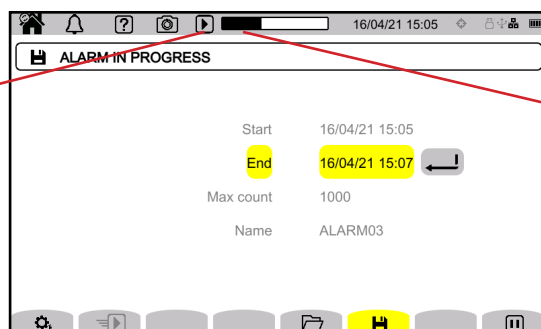 16/04/21 15:05
ALARM IN PROGRESS
Start 16/04/21 15:05
End 16/04/21 15:07
Max count 1000
Name ALARM03